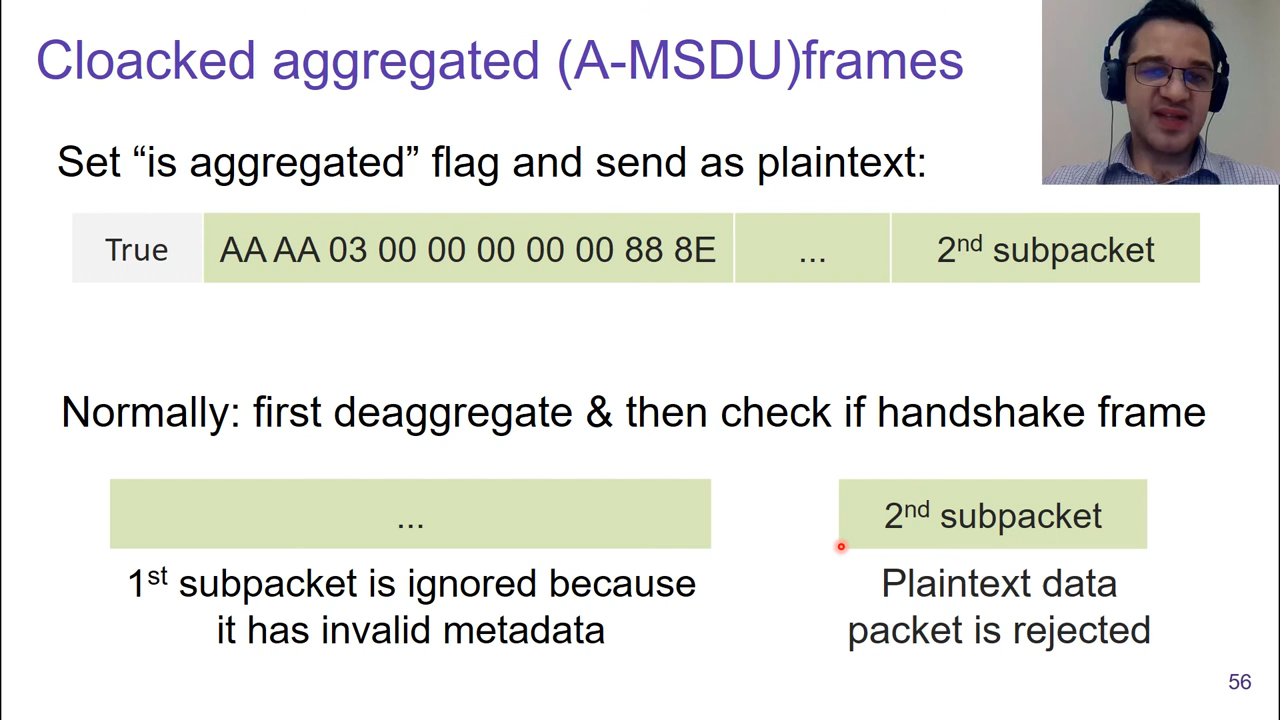 Cloacked aggregated (A-MSDU)frames
Set “is aggregated” flag and send as plaintext:
True AA AA 03 00 00 00 00 00 88 8E ... 2nd subpacket
Normally: first deaggregate & then check if handshake frame
... 2nd subpacket
1st subpacket is ignored because
it has invalid metadata
Plaintext data
packet is rejected
56